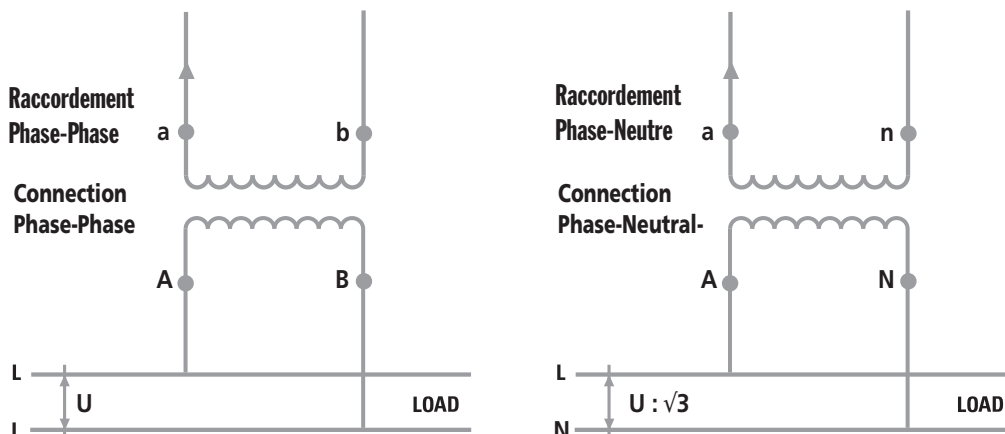 Raccordement
Phase-Phase
a
b
Connection
Phase-Phase
A
B
L
U
LOAD
L
Raccordement
Phase-Neutre
a
n
Connection
Phase-Neutral-
A
N
L
U : √3
LOAD
N